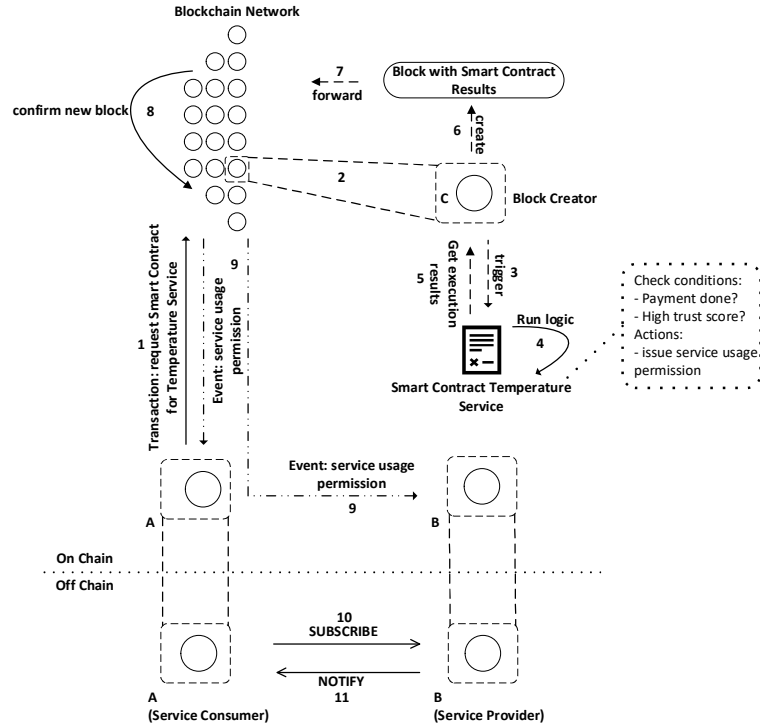 Blockchain Network
7
forward
Block with Smart Contract
Results
confirm new block
8
6
create
2
C
Block Creator
9
1
Transaction: request Smart Contract
for Temperature Service
Event: service usage
permission
5
Get execution
results
trigger
3
Run logic
4
Smart Contract Temperature
Service
Check conditions:
- Payment done?
- High trust score?
Actions:
- issue service usage
permission
Event: service usage
permission
9
A
B
On Chain
Off Chain
10
SUBSCRIBE
NOTIFY
11
A
(Service Consumer)
B
(Service Provider)